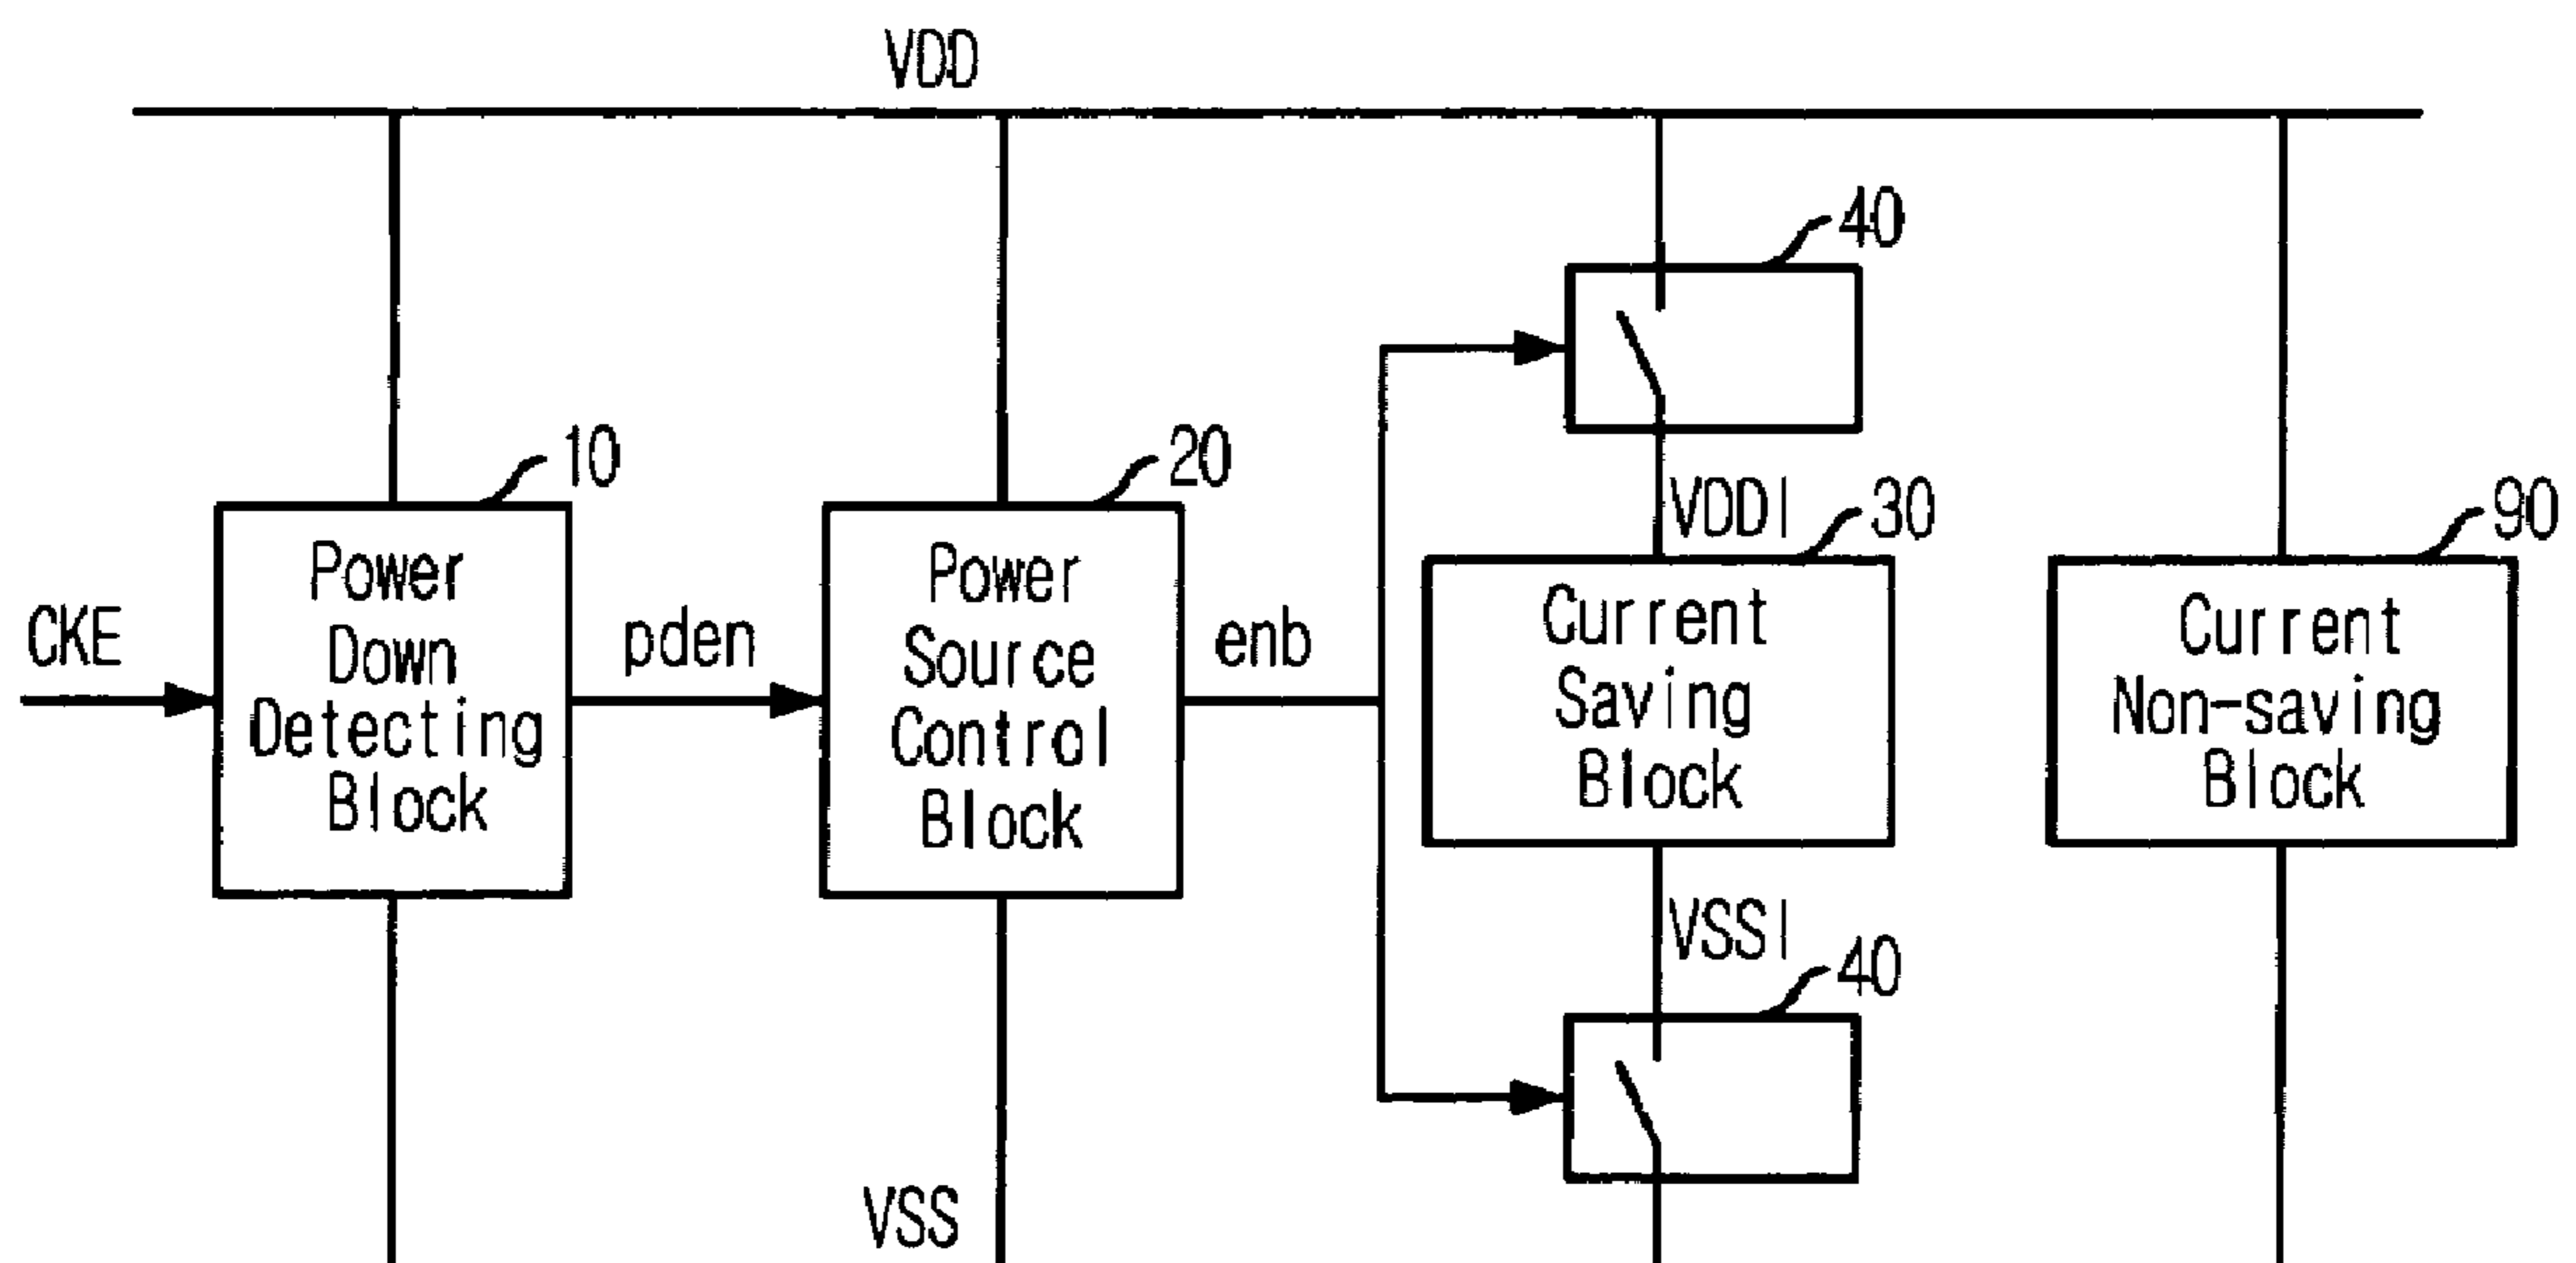 VDD
40
10
20
VDDI
30
90
CKE
Power
Down
Detecting
Block
pden
Power
Source
Control
Block
enb
Current
Saving
Block
Current
Non-saving
Block
VSSI
40
VSS